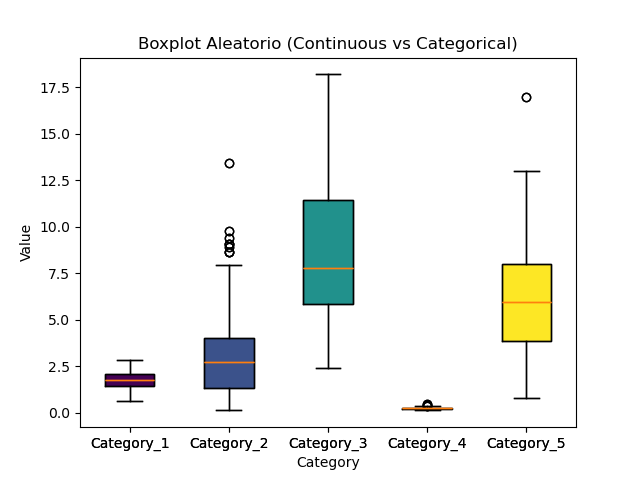 Boxplot Aleatorio (Continuous vs Categorical)
17.5
15.0
12.5
10.0
7.5
5.0
2.5
0.0
Value
Category_1 Category_2 Category_3 Category_4 Category_5
Category